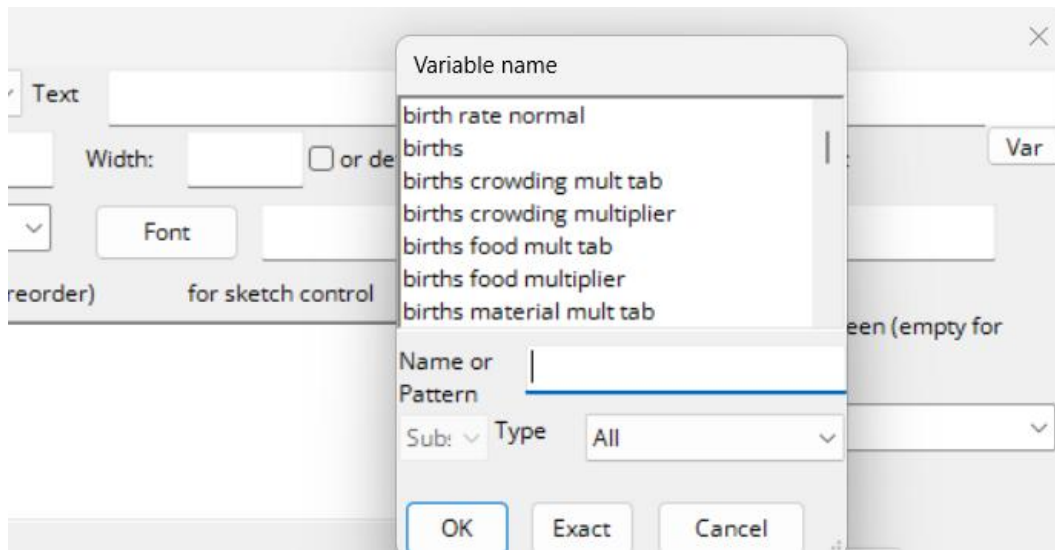 Variable name
Text
birth rate normal
births
births crowding mult tab
births crowding multiplier
births food mult tab
births food multiplier
births material mult tab
Width:
or de
Var
Font
reorder)
for sketch control
een (empty for
Name or
Pattern
Subs
Type
All
OK
Exact
Cancel